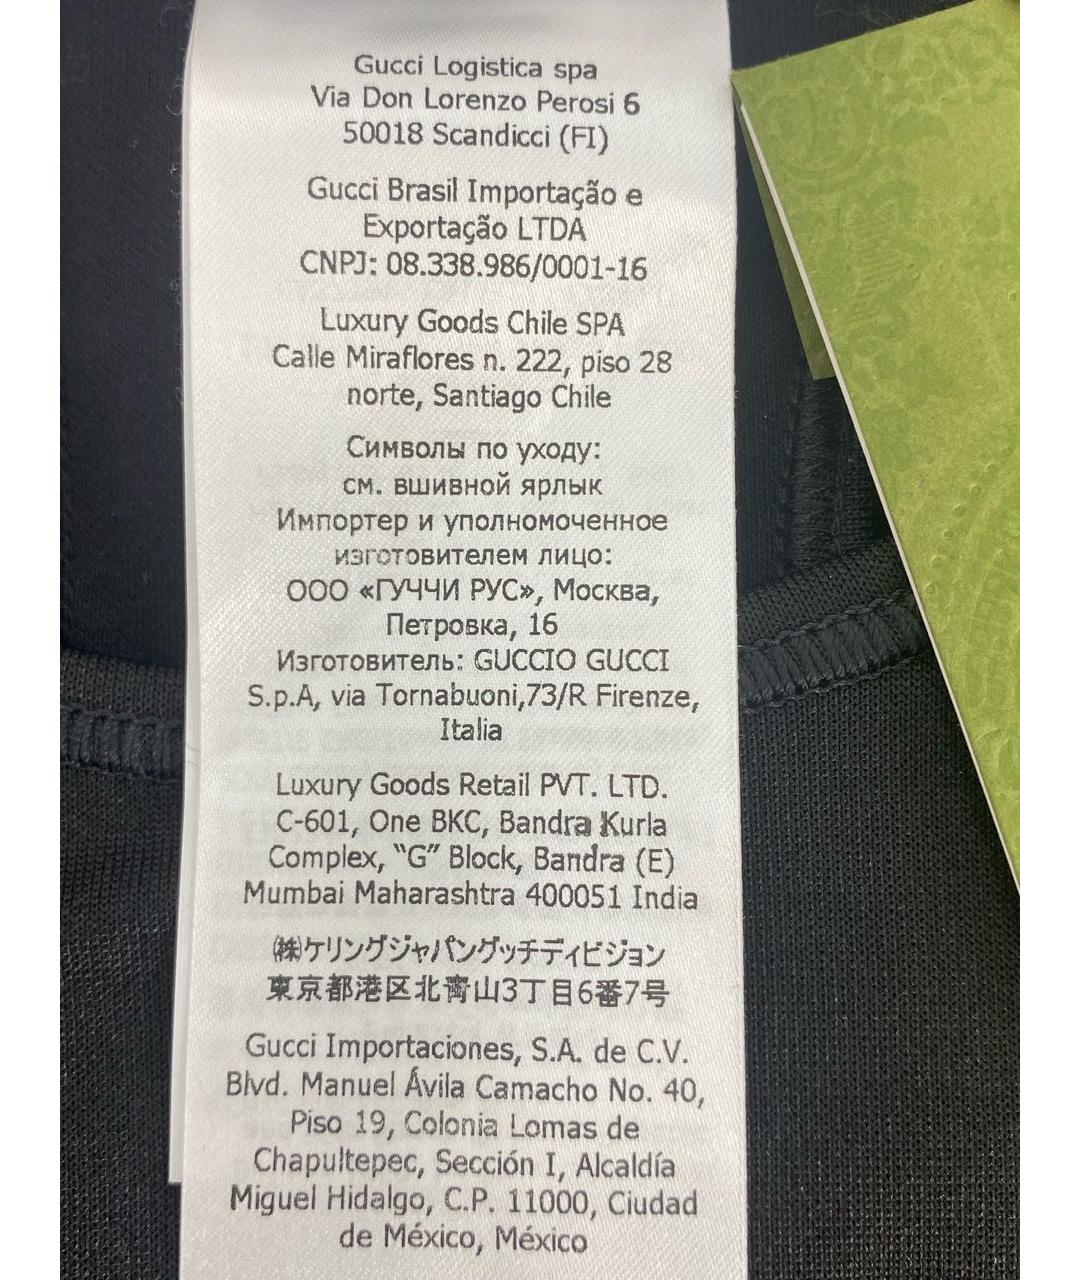 Gucci Logistica spa
Via Don Lorenzo Perosi 6
50018 Scandicci (FI)
Gucci Brasil Importação e
Exportação LTDA
CNPJ: 08.338.986/0001-16
Luxury Goods Chile SPA
Calle Miraflores n. 222, piso 28
norte, Santiago Chile
Символы по уходу:
см. вшивной ярлык
Импортер и уполномоченное
изготовителем лицо:
ООО «ГУЧЧИ РУС», Москва,
Петровка, 16
Изготовитель: GUCCIO GUCCI
S.p.A, via Tornabuoni,73/R Firenze,
Italia
Luxury Goods Retail PVT. LTD.
C-601, One BKC, Bandra Kurla
Complex, “G” Block, Bandra (E)
Mumbai Maharashtra 400051 India
㈱ケリングジャパングッチディビジョン
東京都港区北青山3丁目6番7号
Gucci Importaciones, S.A. de C.V.
Blvd. Manuel Ávila Camacho No. 40,
Piso 19, Colonia Lomas de
Chapultepec, Sección I, Alcaldía
Miguel Hidalgo, C.P. 11000, Ciudad
de México, México